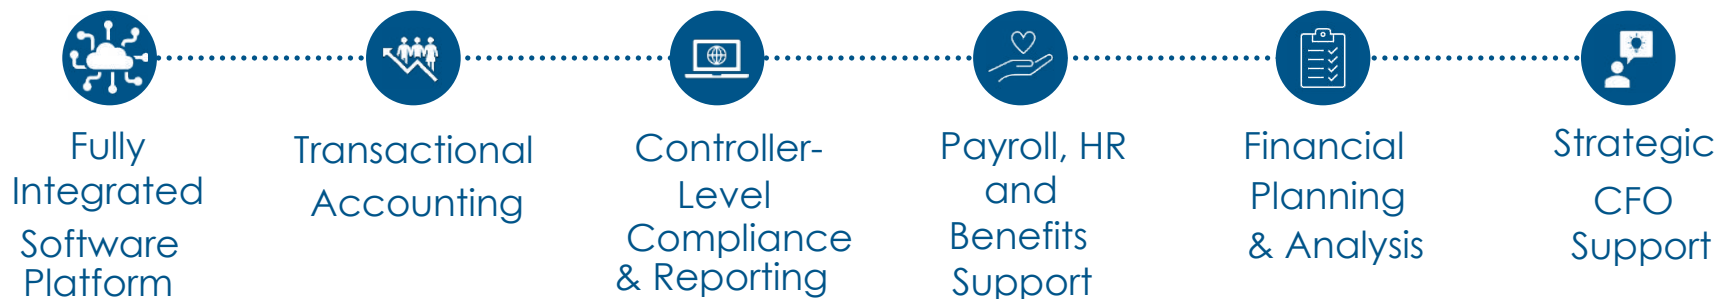 Fully
Integrated
Software
Platform
Transactional
Accounting
Controller-
Level
Compliance
& Reporting
Payroll, HR
and
Benefits
Support
Financial
Planning
& Analysis
Strategic
CFO
Support